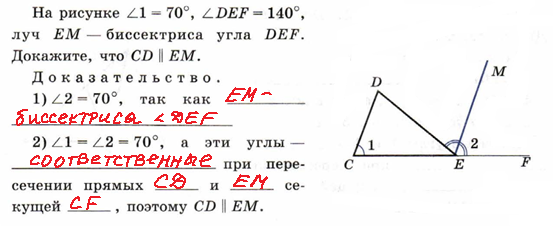 На рисунке ∠1 = 70°, ∠DEF = 140°,
луч EM — биссектриса угла DEF.
Докажите, что CD ∥ EM.
Доказательство.
1) ∠2 = 70°, так как EM-
биссектриса ∠DEF
2) ∠1 = ∠2 = 70°, а эти углы —
соответственные при пере-
сечении прямых CD и EM се-
кущей CF, поэтому CD ∥ EM.
M
D
1
2
C
E
F